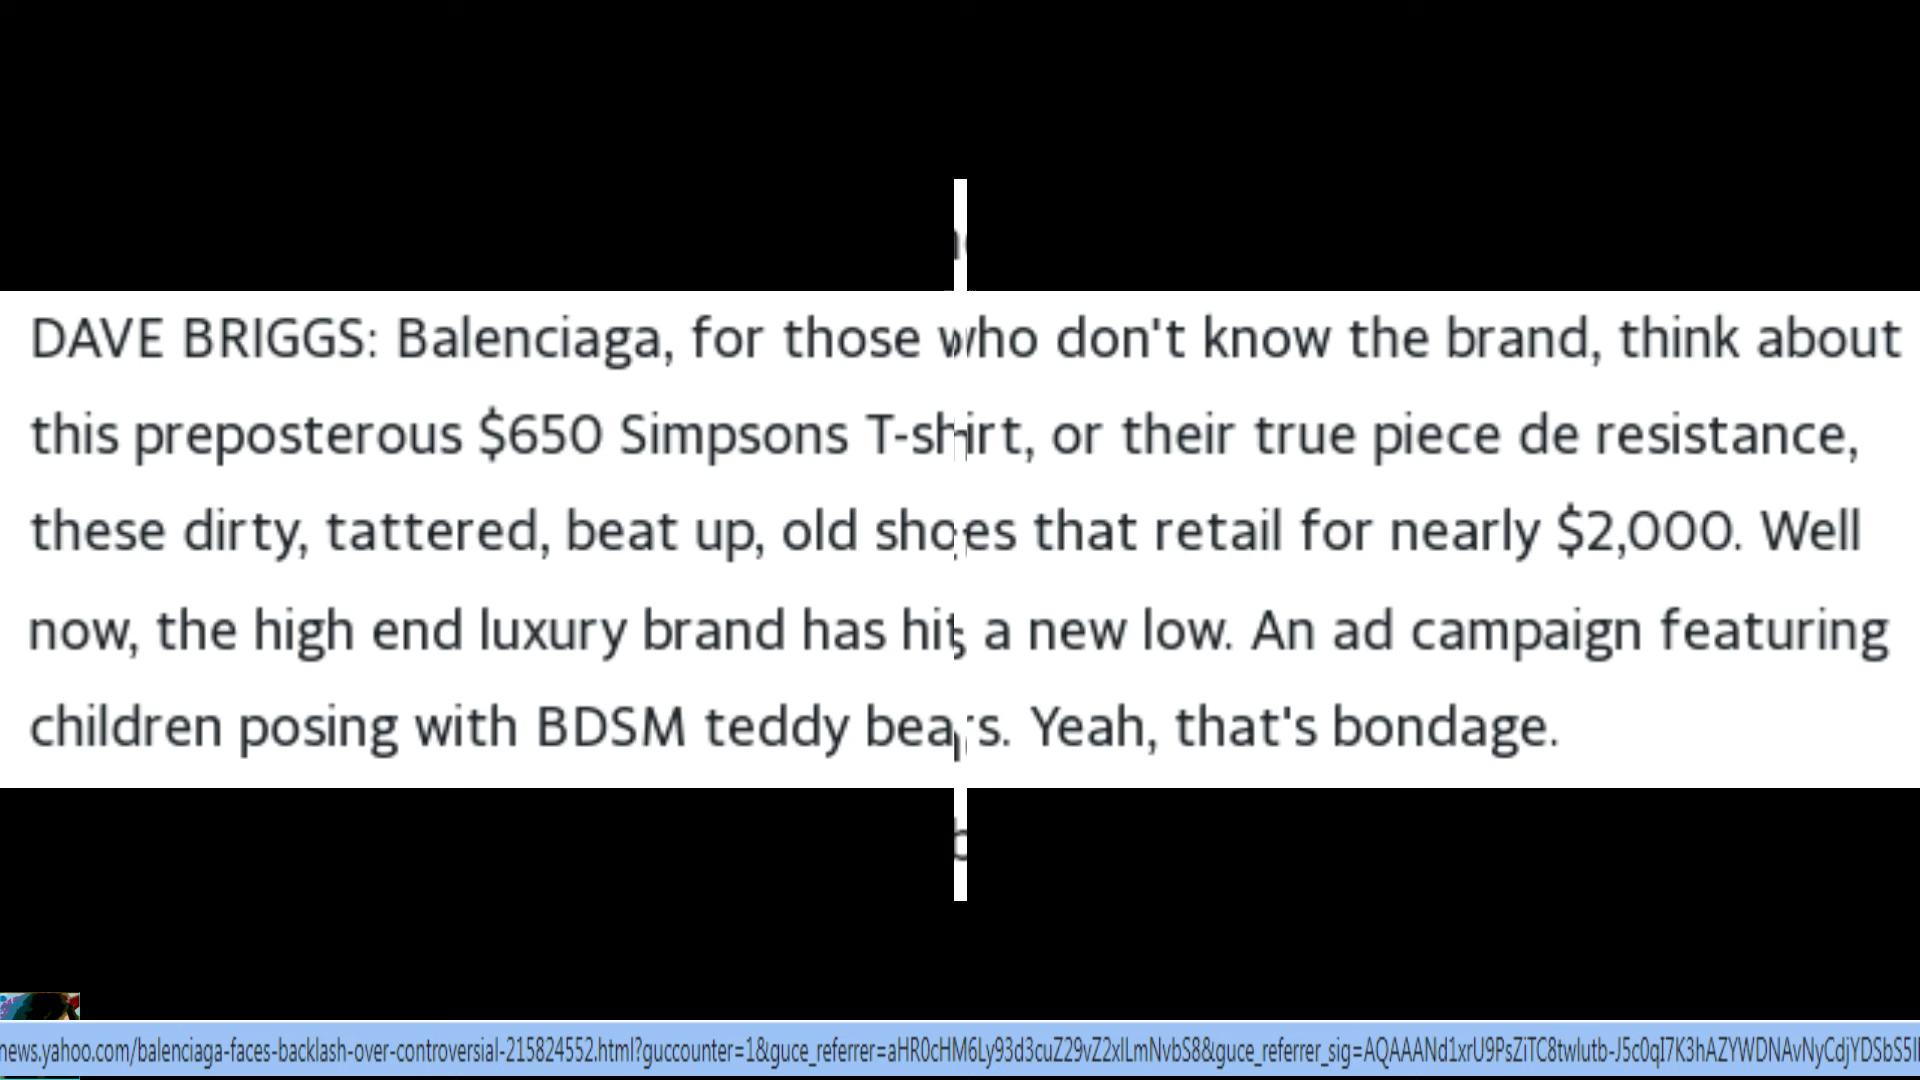 DAVE BRIGGS: Balenciaga, for those who don't know the brand, think about
this preposterous $650 Simpsons T-shirt, or their true piece de resistance,
these dirty, tattered, beat up, old shoes that retail for nearly $2,000. Well
now, the high end luxury brand has hit a new low. An ad campaign featuring
children posing with BDSM teddy bears. Yeah, that's bondage.
news.yahoo.com/balenciaga-faces-backlash-over-controversial-215824552.html?guccounter=1&guce_referrer=aHR0cHM6Ly93d3cuZ29vZ2xlLmNvbS8&guce_referrer_sig=AQAAANd1xrU9PsZiTC8twlutb-J5c0qI7K3hAZYWDNAvNyCdjYDSbS5I